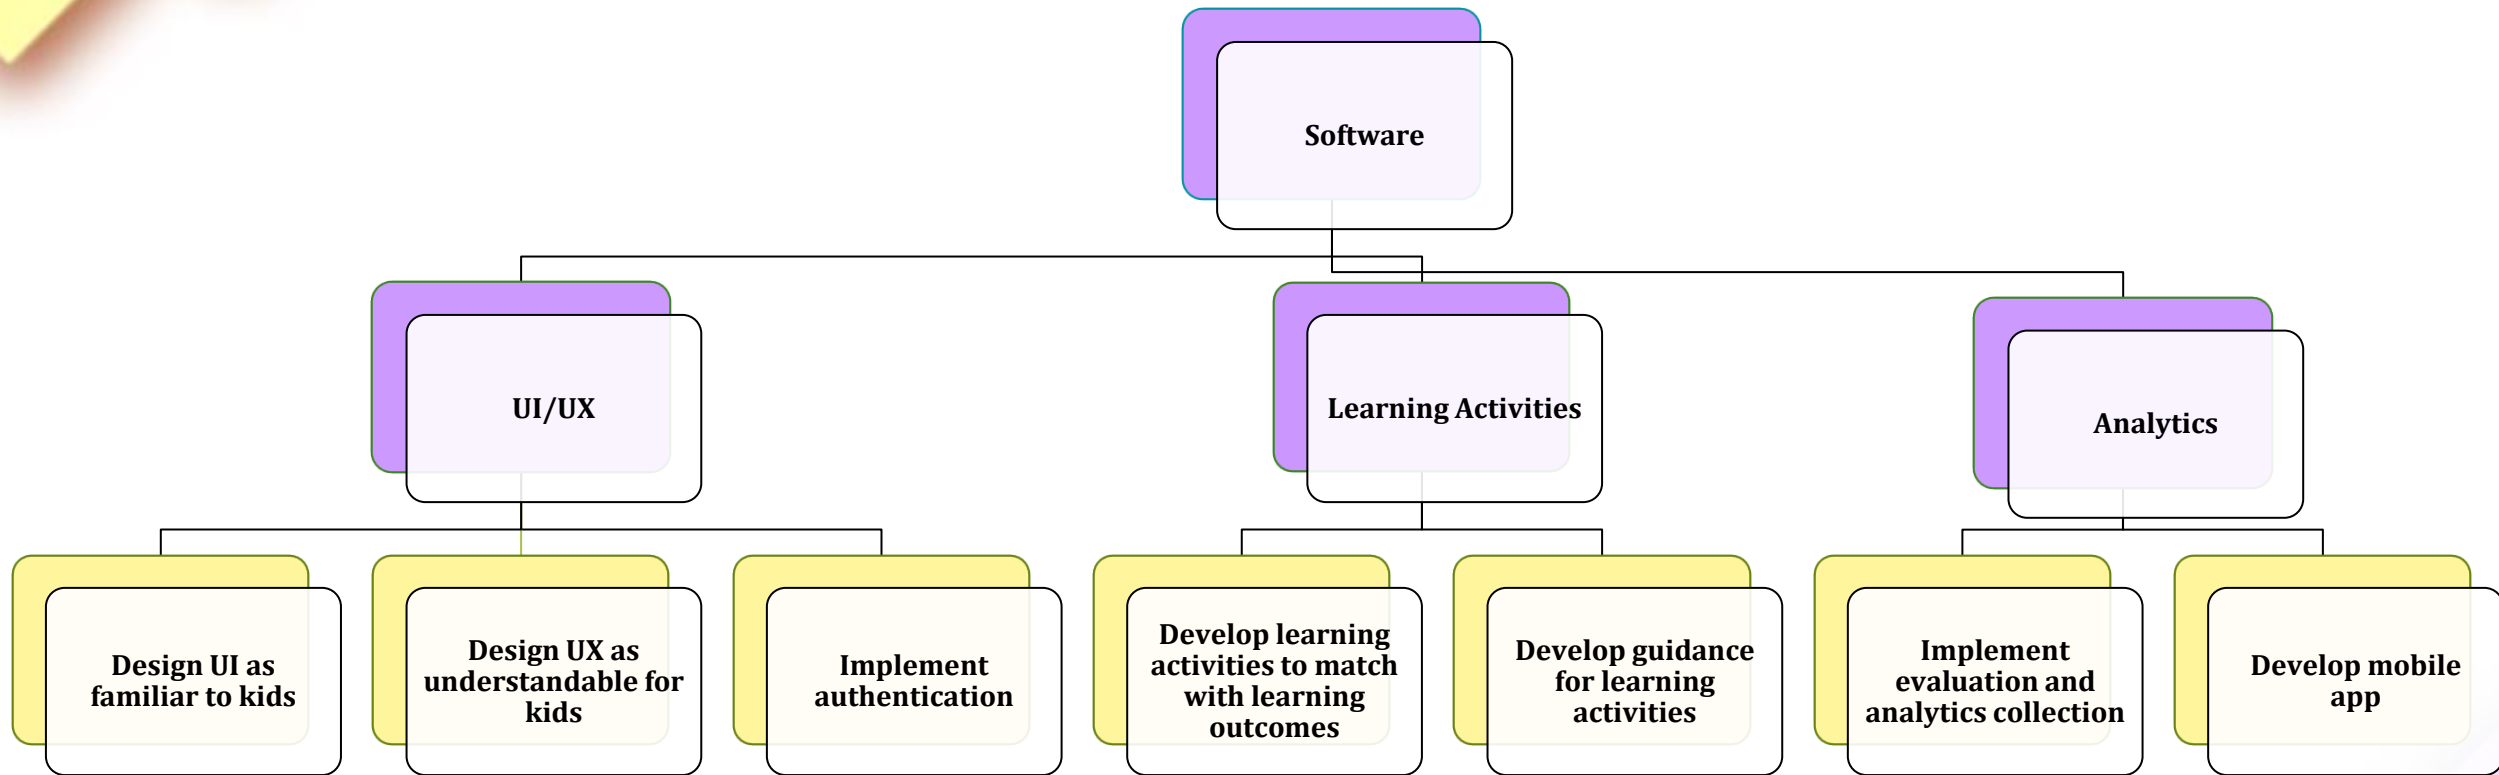 Software
UI/UX
Learning Activities
Analytics
Design UI as
familiar to kids
Design UX as
understandable for
kids
Implement
authentication
Develop learning
activities to match
with learning
outcomes
Develop guidance
for learning
activities
Implement
evaluation and
analytics collection
Develop mobile
app